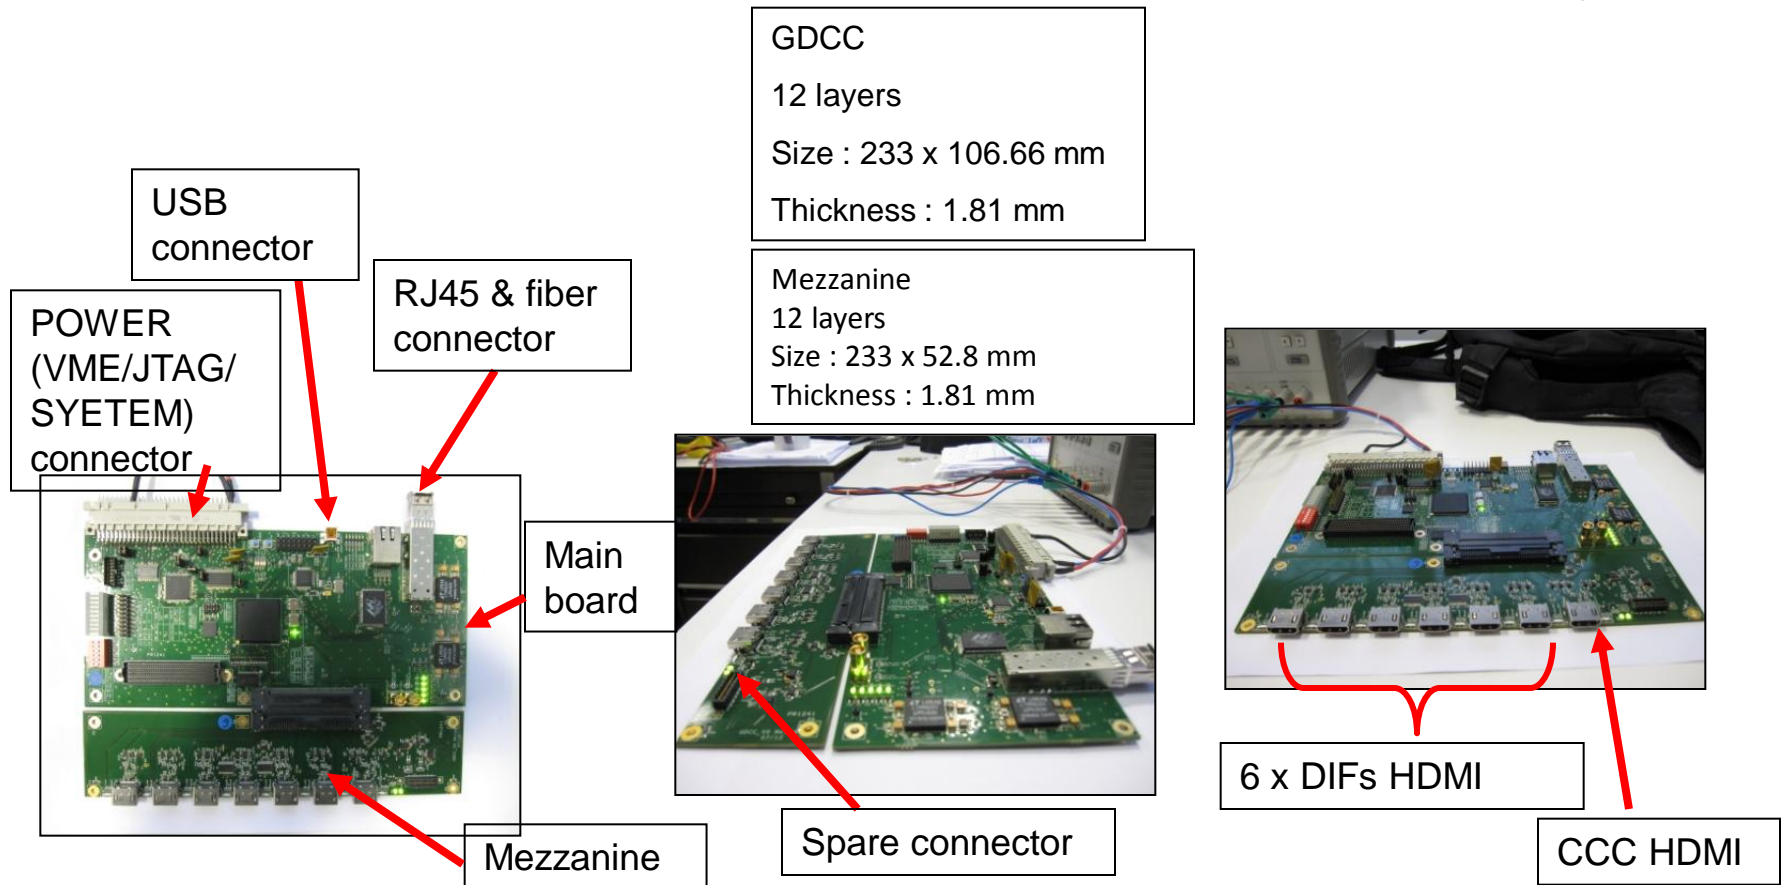 GDCC
12 layers
Size : 233 x 106.66 mm
Thickness : 1.81 mm
Mezzanine
12 layers
Size : 233 x 52.8 mm
Thickness : 1.81 mm
USB
connector
RJ45 & fiber
connector
POWER
(VME/JTAG/
SYETEM)
connector
Main
board
Mezzanine
Spare connector
6 x DIFs HDMI
CCC HDMI